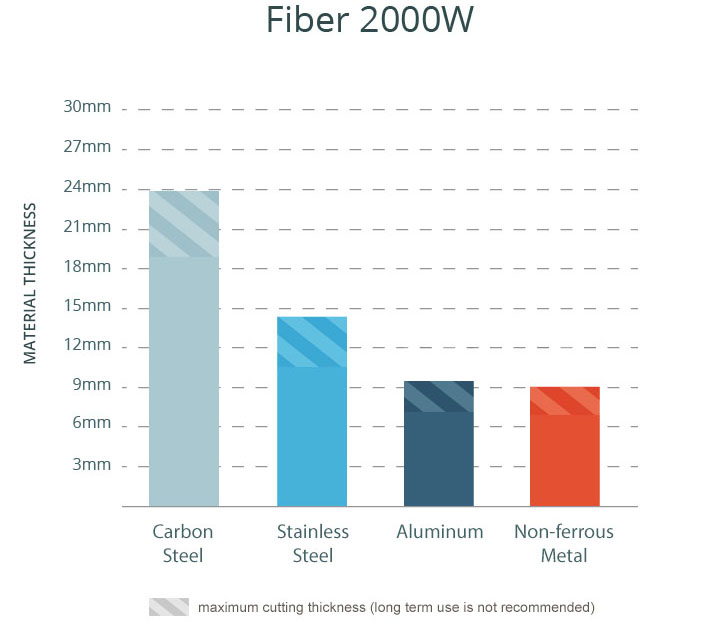 Fiber 2000W
30mm
27mm
24mm
21mm
18mm
15mm
12mm
9mm
6mm
3mm
MATERIAL THICKNESS
Carbon
Steel
Stainless
Steel
Aluminum
Non-ferrous
Metal
maximum cutting thickness (long term use is not recommended)